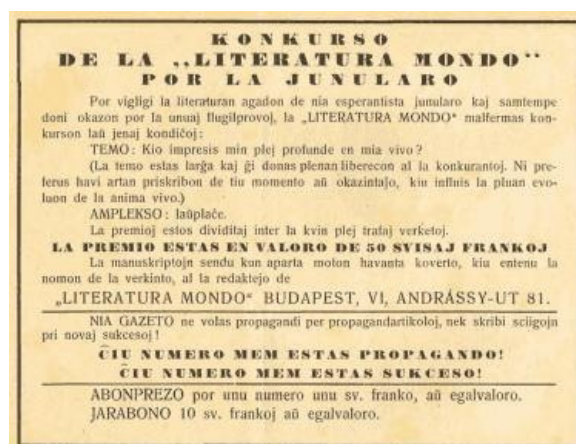 KONKURSO
DE LA „LITERATURA MONDO“
POR LA JUNULARO
Por vigligi la literaturan agadon de nia esperantista junularo kaj samtempe
doni okazon por la unuaj flugilprovoj, la „LITERATURA MONDO“ malfermas kon-
kurson laŭ jenaj kondiĉoj:
TEMO: Kio impresis min plej profunde en mia vivo?
(La temo estas larĝa kaj ĝi donas plenan liberecon al la konkurantoj. Ni pre-
ferus havi artan priskribon de tiu momento aŭ okazintaĵo, kiu influis la pluan evo-
luon de la anima vivo.)
AMPLEKSO: laŭplaĉe.
La premioj estos dividitaj inter la kvin plej trafaj verketoj.
LA PREMIO ESTAS EN VALORO DE 50 SVISAJ FRANKOJ
La manuskriptojn sendu kun aparta moton havanta koverto, kiu entenu la
nomon de la verkinto, al la redaktejo de
„LITERATURA MONDO“ BUDAPEST, VI, ANDRÁSSY-UT 81.
NIA GAZETO ne volas propagandi per propagandartikoloj, nek skribi sciigojn
pri novaj sukcesoj!
ĈIU NUMERO MEM ESTAS PROPAGANDO!
ĈIU NUMERO MEM ESTAS SUKCESO!
ABONPREZO por unu numero unu sv. franko, aŭ egalvaloro.
JARABONO 10 sv. frankoj aŭ egalvaloro.